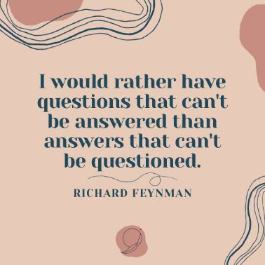 I would rather have
questions that can't
be answered than
answers that can't
be questioned.
RICHARD FEYNMAN